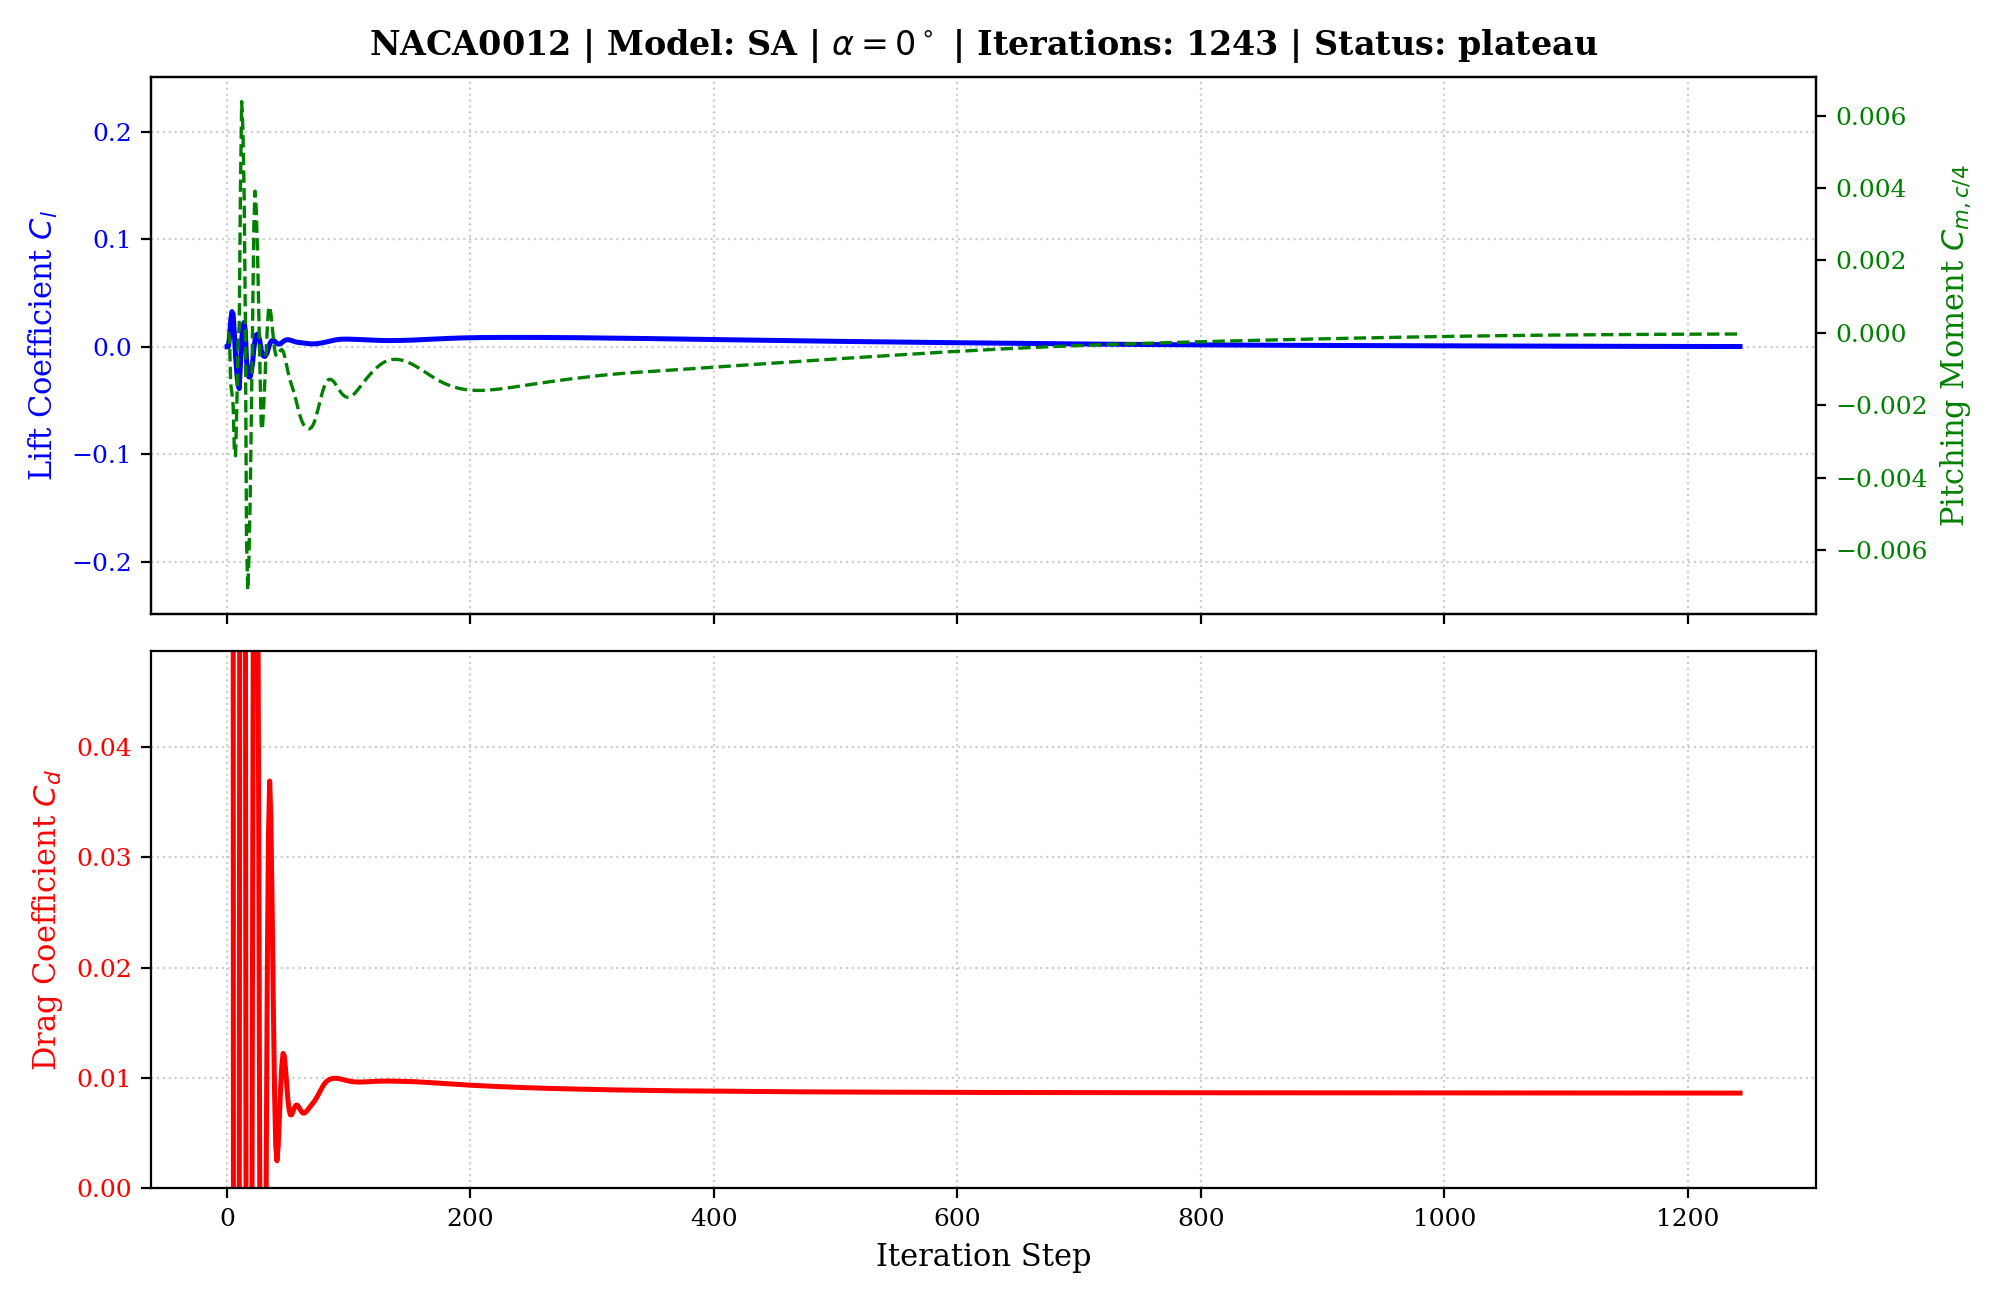 NACA0012 | Model: SA | α = 0° | Iterations: 1243 | Status: plateau
Lift Coefficient C_l
0.2
0.1
0.0
−0.1
−0.2
0.006
0.004
0.002
0.000
−0.002
−0.004
−0.006
Pitching Moment C_{m,c/4}
Drag Coefficient C_d
0.04
0.03
0.02
0.01
0.00
0 200 400 600 800 1000 1200
Iteration Step